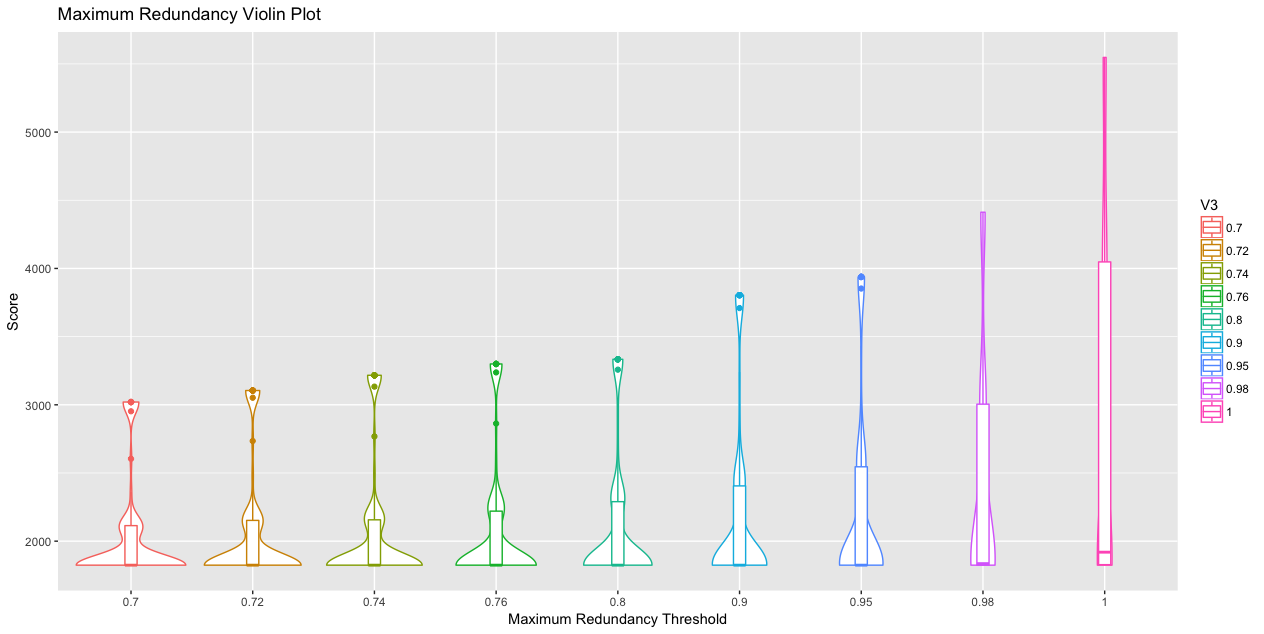 Maximum Redundancy Violin Plot
5000
4000
3000
2000
Score
0.7 0.72 0.74 0.76 0.8 0.9 0.95 0.98 1
Maximum Redundancy Threshold
V3
0.7
0.72
0.74
0.76
0.8
0.9
0.95
0.98
1